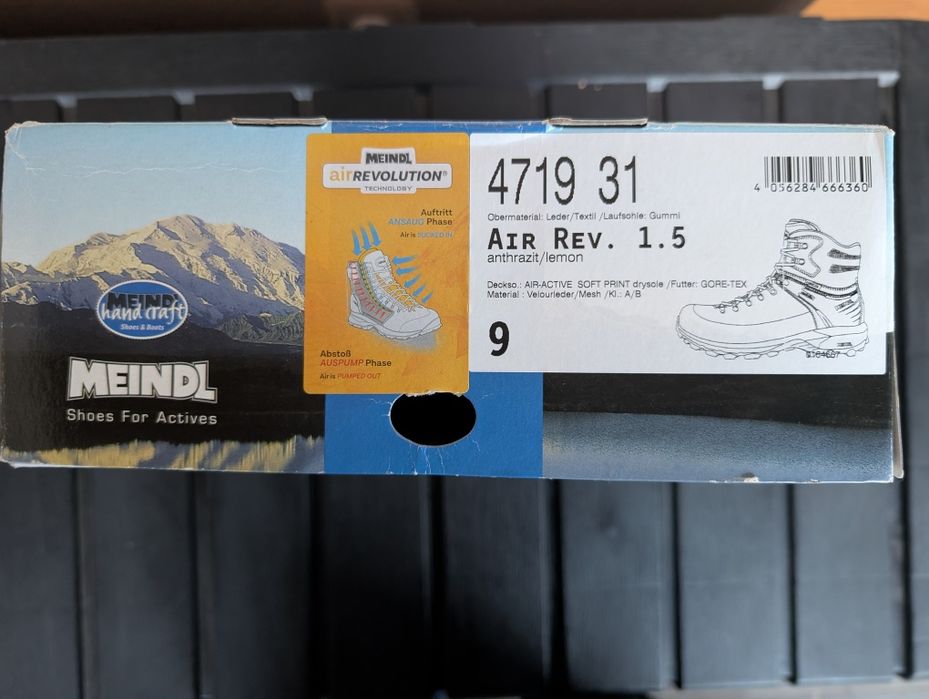 MEINDL
hand craft
Shoes & Boots
MEINDL
Shoes For Actives
MEINDL
airREVOLUTION®
TECHNOLOGY
Auftritt
ANSAUG Phase
Air is SUCKED IN
Abstoß
AUSPUMP Phase
Air is PUMPED OUT
4719 31
4 056284 666360
Obermaterial: Leder/Textil /Laufsohle: Gummi
AIR REV. 1.5
anthrazit/lemon
Deckso.: AIR-ACTIVE SOFT PRINT drysole /Futter: GORE-TEX
Material : Velourleder/Mesh /Kl.: A/B
9